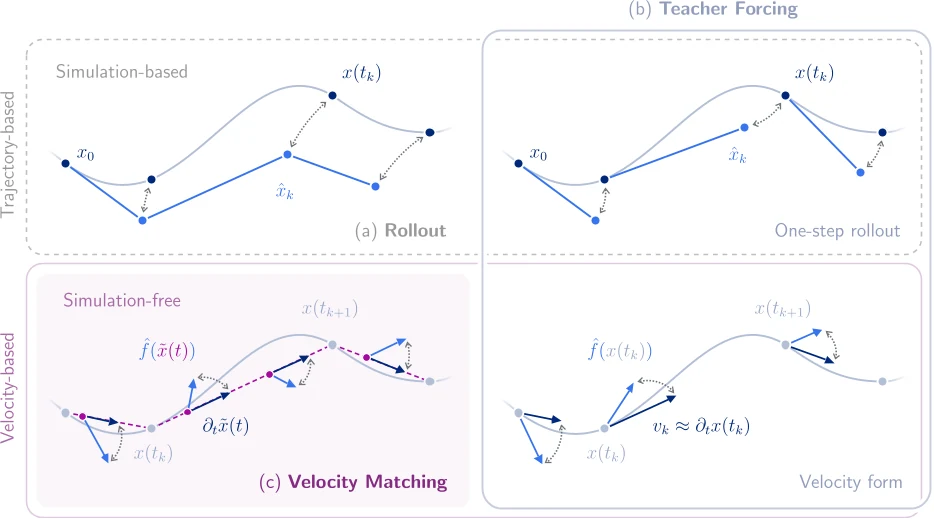 (b) Teacher Forcing
Trajectory-based
Simulation-based
x(t_k)
x_0
x̂_k
(a) Rollout
x(t_k)
x_0
x̂_k
One-step rollout
Velocity-based
Simulation-free
x(t_{k+1})
f̂(x̃(t))
∂_t x̃(t)
x(t_k)
(c) Velocity Matching
x(t_{k+1})
f̂(x(t_k))
v_k ≈ ∂_t x(t_k)
x(t_k)
Velocity form